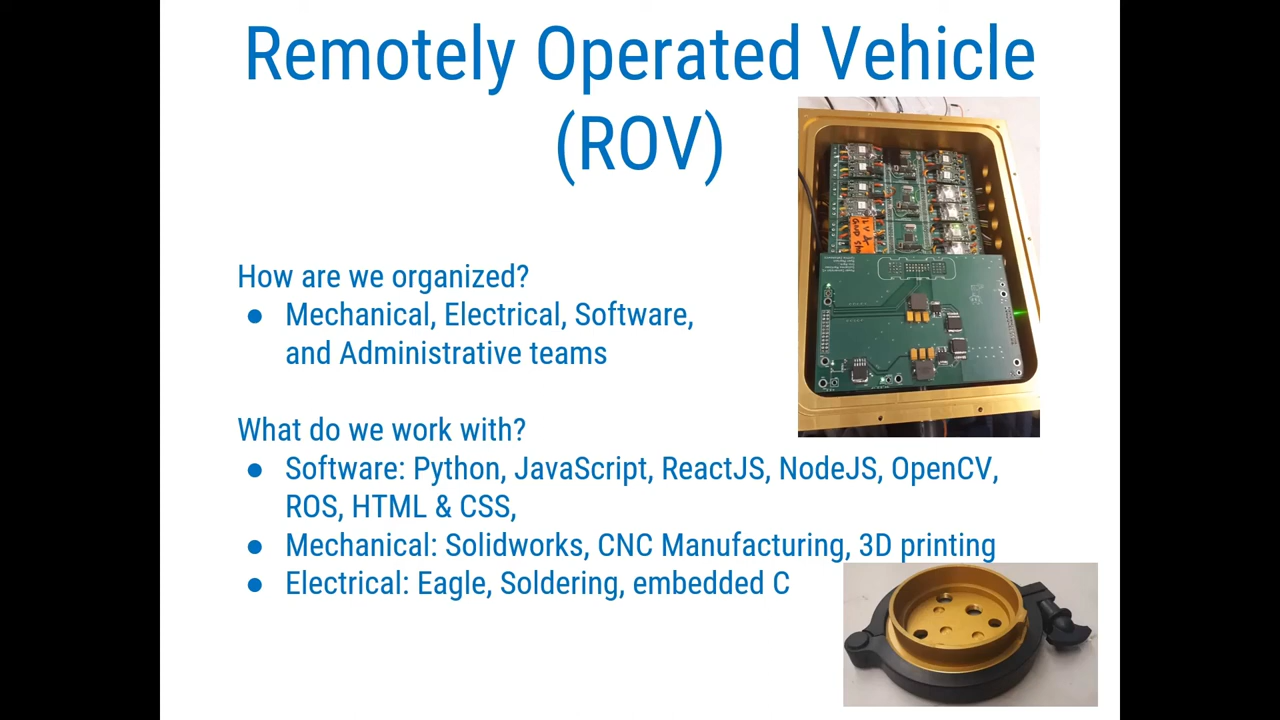 Remotely Operated Vehicle
(ROV)
How are we organized?
● Mechanical, Electrical, Software,
and Administrative teams
What do we work with?
● Software: Python, JavaScript, ReactJS, NodeJS, OpenCV,
ROS, HTML & CSS,
● Mechanical: Solidworks, CNC Manufacturing, 3D printing
● Electrical: Eagle, Soldering, embedded C